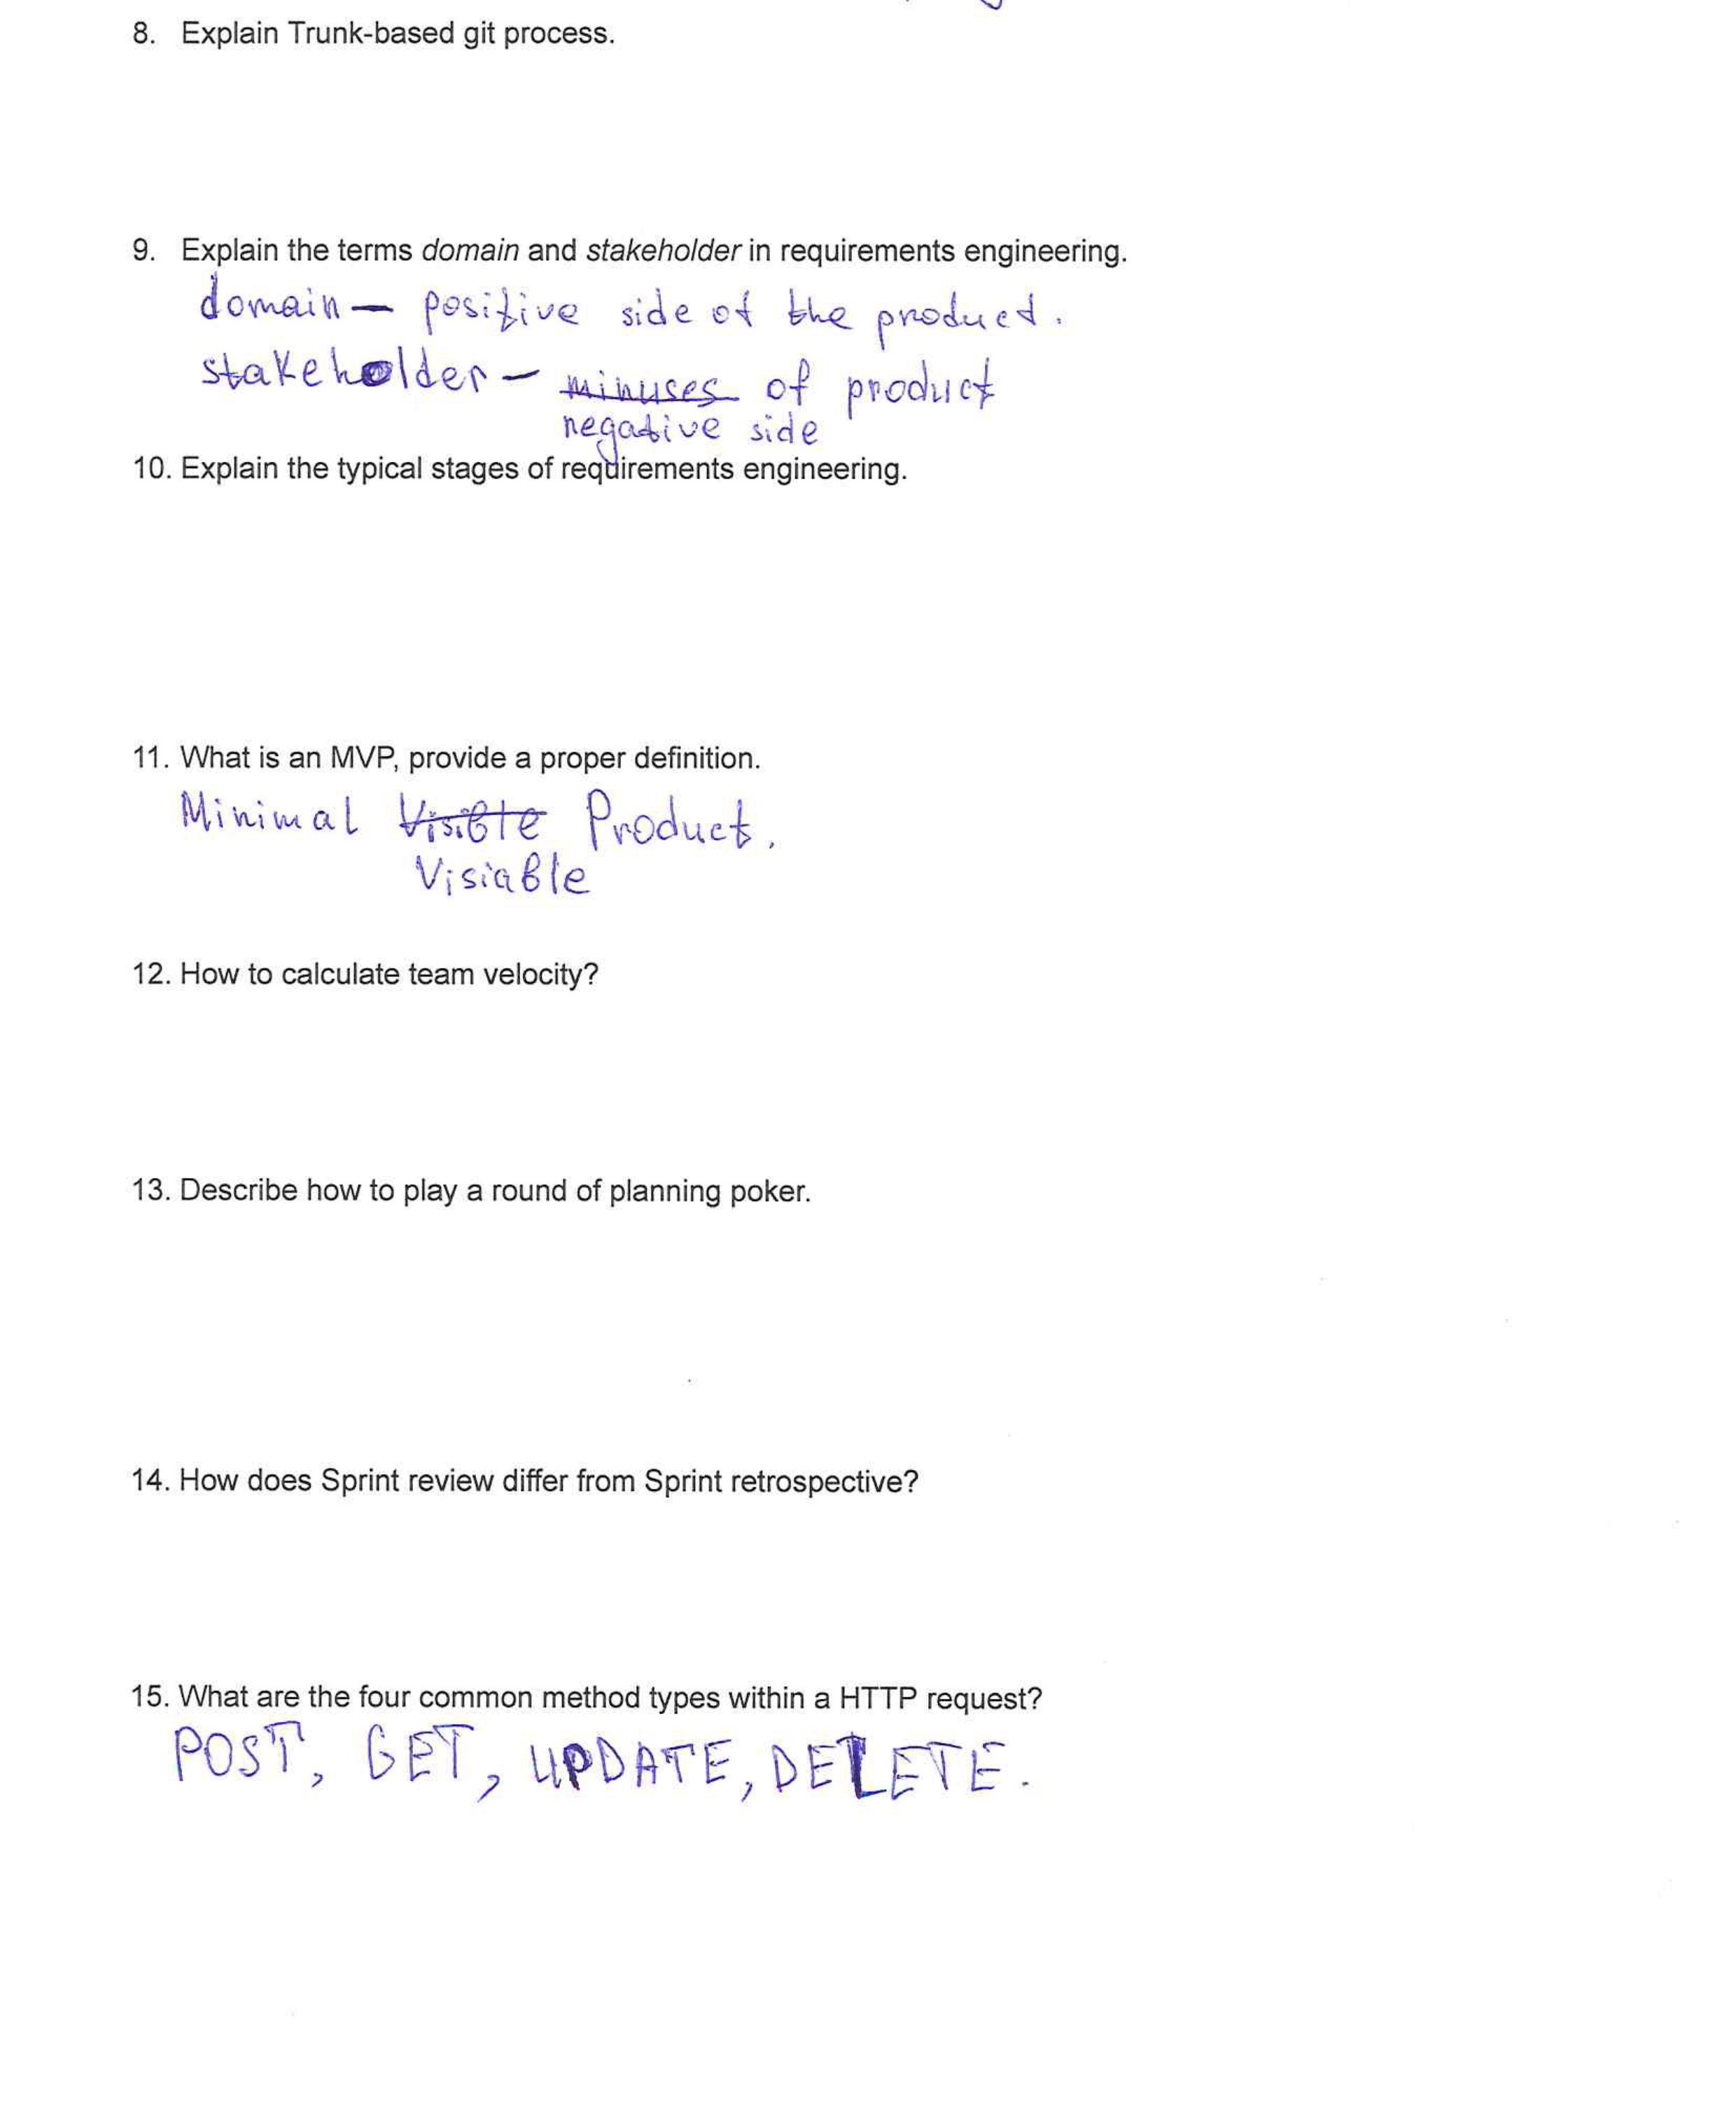 8. Explain Trunk-based git process.
9. Explain the terms domain and stakeholder in requirements engineering.
domain — positive side of the product.
stakeholder — minuses of product
negative side
10. Explain the typical stages of requirements engineering.
11. What is an MVP, provide a proper definition.
Minimal Visible Product.
Visiable
12. How to calculate team velocity?
13. Describe how to play a round of planning poker.
14. How does Sprint review differ from Sprint retrospective?
15. What are the four common method types within a HTTP request?
POST, GET, UPDATE, DELETE.